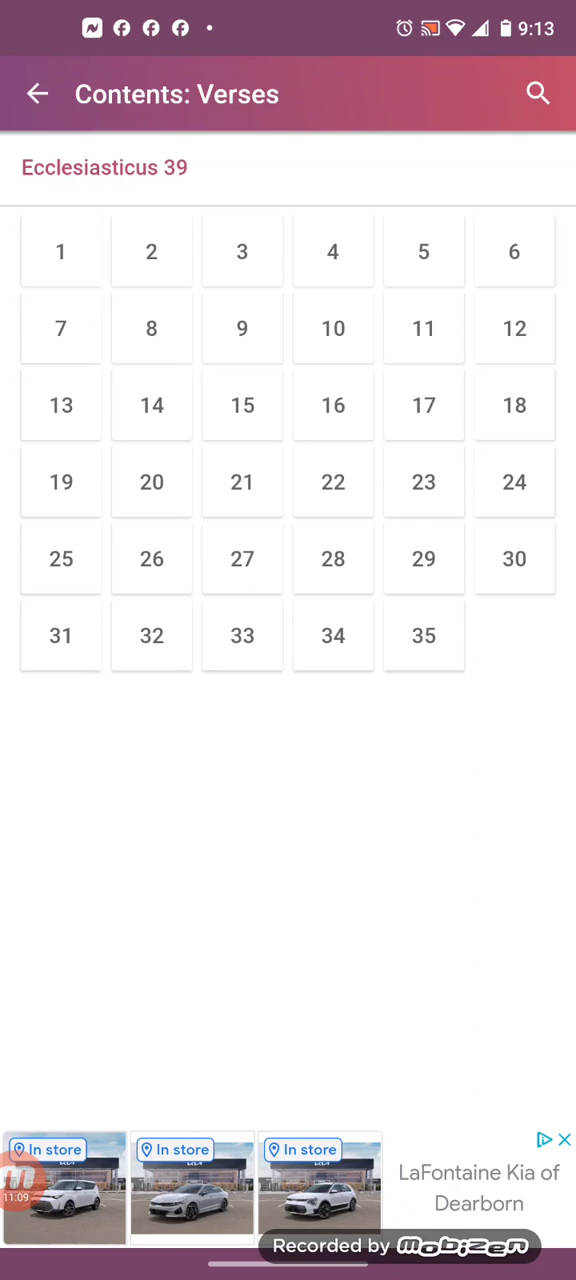 9:13
Contents: Verses
Ecclesiasticus 39
1 2 3 4 5 6
7 8 9 10 11 12
13 14 15 16 17 18
19 20 21 22 23 24
25 26 27 28 29 30
31 32 33 34 35
In store In store In store
11:09
LaFontaine Kia of
Dearborn
Recorded by mobizen